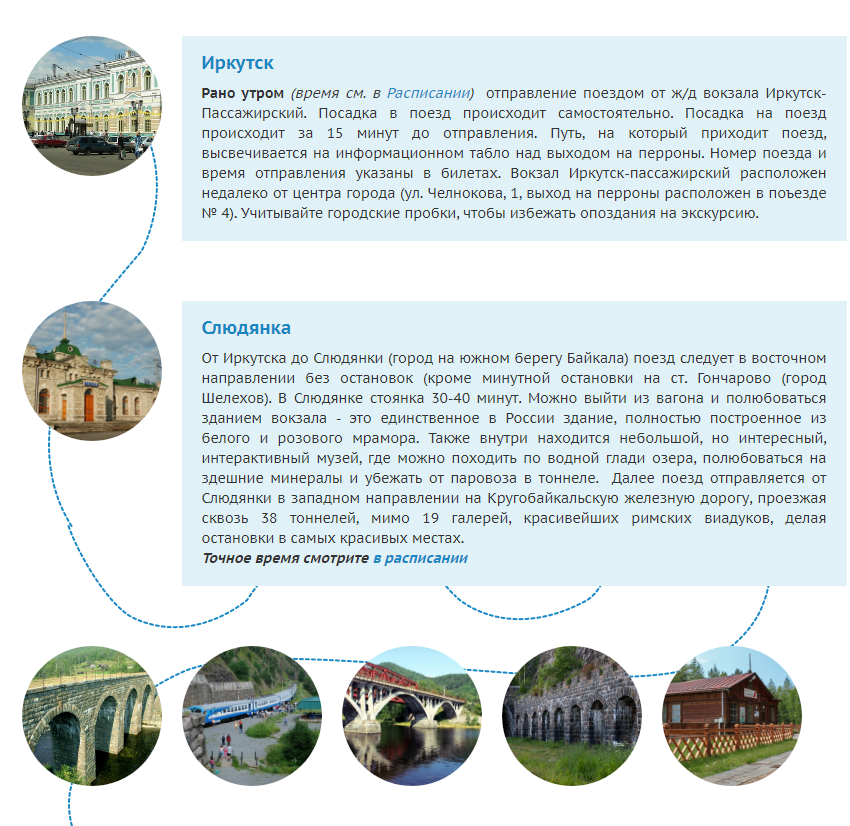 Иркутск
Рано утром (время см. в Расписании) отправление поездом от ж/д вокзала Иркутск-
Пассажирский. Посадка в поезд происходит самостоятельно. Посадка на поезд
происходит за 15 минут до отправления. Путь, на который приходит поезд,
высвечивается на информационном табло над выходом на перроны. Номер поезда и
время отправления указаны в билетах. Вокзал Иркутск-пассажирский расположен
недалеко от центра города (ул. Челнокова, 1, выход на перроны расположен в поъезде
№ 4). Учитывайте городские пробки, чтобы избежать опоздания на экскурсию.
Слюдянка
От Иркутска до Слюдянки (город на южном берегу Байкала) поезд следует в восточном
направлении без остановок (кроме минутной остановки на ст. Гончарово (город
Шелехов). В Слюдянке стоянка 30-40 минут. Можно выйти из вагона и полюбоваться
зданием вокзала - это единственное в России здание, полностью построенное из
белого и розового мрамора. Также внутри находится небольшой, но интересный,
интерактивный музей, где можно походить по водной глади озера, полюбоваться на
здешние минералы и убежать от паровоза в тоннеле. Далее поезд отправляется от
Слюдянки в западном направлении на Кругобайкальскую железную дорогу, проезжая
сквозь 38 тоннелей, мимо 19 галерей, красивейших римских виадуков, делая
остановки в самых красивых местах.
Точное время смотрите в расписании